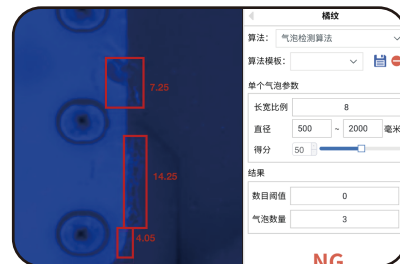 橘纹
算法： 气泡检测算法
算法模板：
单个气泡参数
长宽比例 8
直径 500 ~ 2000 毫米
得分 50
结果
数目阈值 0
气泡数量 3
NG
7.25
14.25
4.05